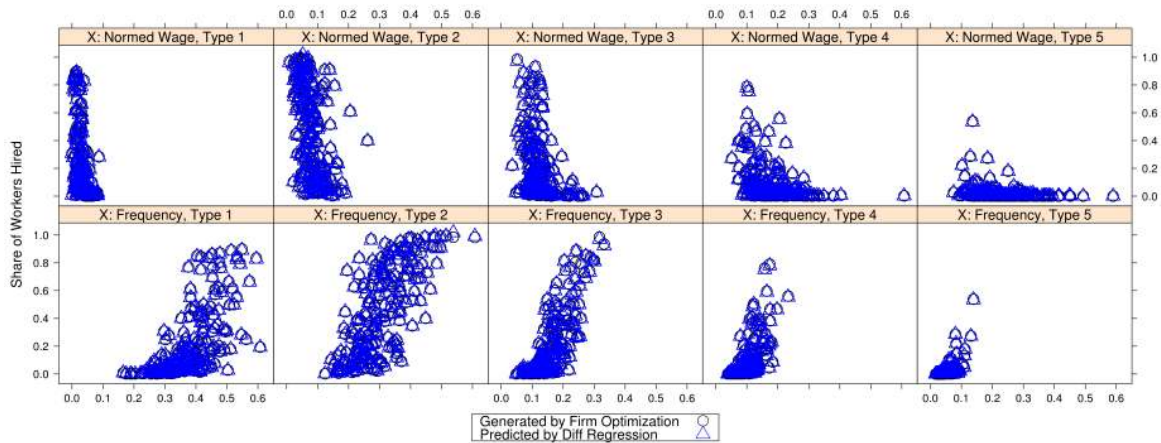 0.0 0.1 0.2 0.3 0.4 0.5 0.6 0.0 0.1 0.2 0.3 0.4 0.5 0.6
X: Normed Wage, Type 1 X: Normed Wage, Type 2 X: Normed Wage, Type 3 X: Normed Wage, Type 4 X: Normed Wage, Type 5
1.0
0.8
0.6
0.4
0.2
0.0
X: Frequency, Type 1 X: Frequency, Type 2 X: Frequency, Type 3 X: Frequency, Type 4 X: Frequency, Type 5
Share of Workers Hired
1.0
0.8
0.6
0.4
0.2
0.0
0.0 0.1 0.2 0.3 0.4 0.5 0.6 0.0 0.1 0.2 0.3 0.4 0.5 0.6 0.0 0.1 0.2 0.3 0.4 0.5 0.6
Generated by Firm Optimization
Predicted by Diff Regression